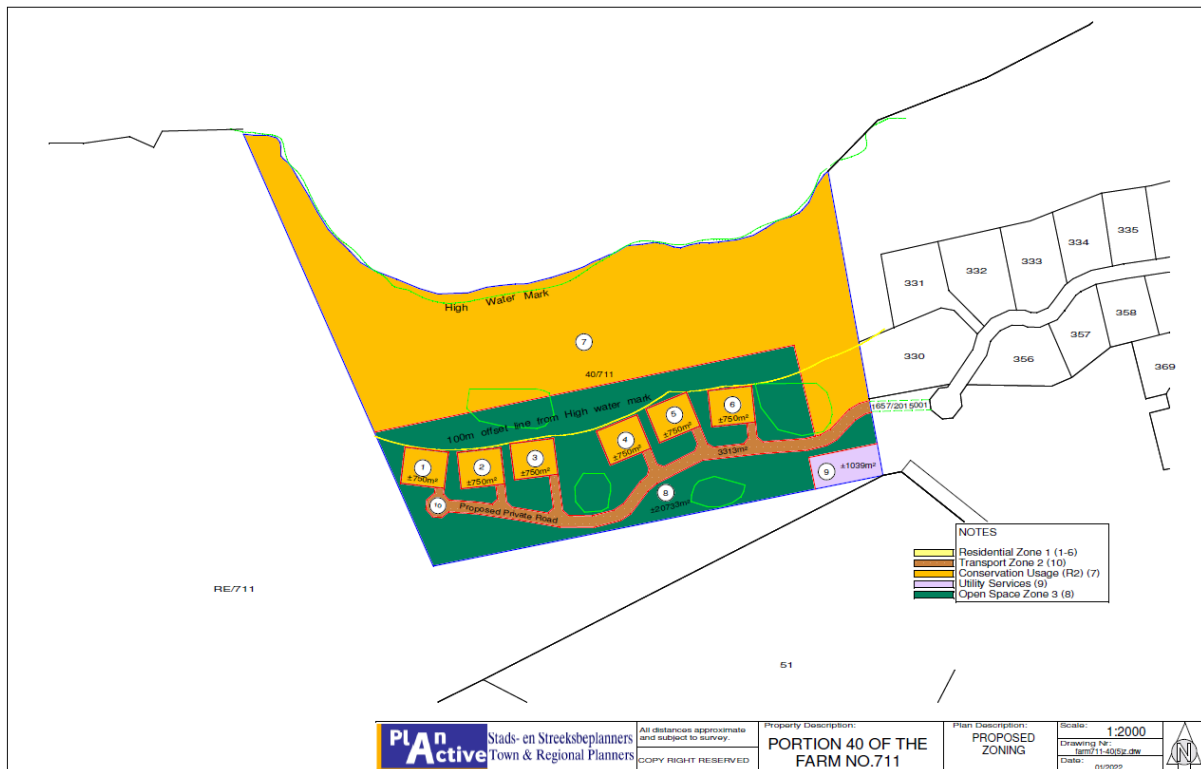 335
334
333
332
331
High Water Mark
358
357
7
330
356
369
40/711
100m offset line from High water mark
1657/2015
001
6
±750m²
5
±750m²
4
±750m²
3
±750m²
2
±750m²
1
±750m²
3313m²
9
±1039m²
8
±20733m²
10
Proposed Private Road
NOTES
Residential Zone 1 (1-6)
Transport Zone 2 (10)
Conservation Usage (R2) (7)
Utility Services (9)
Open Space Zone 3 (8)
RE/711
51
Plan
Active
Stads- en Streeksbeplanners
Town & Regional Planners
All distances approximate
and subject to survey.
COPY RIGHT RESERVED
Property Description:
PORTION 40 OF THE
FARM NO.711
Plan Description:
PROPOSED
ZONING
Scale:
1:2000
Drawing Nr:
farm711-40(5)z.drw
Date:
01/2022
N